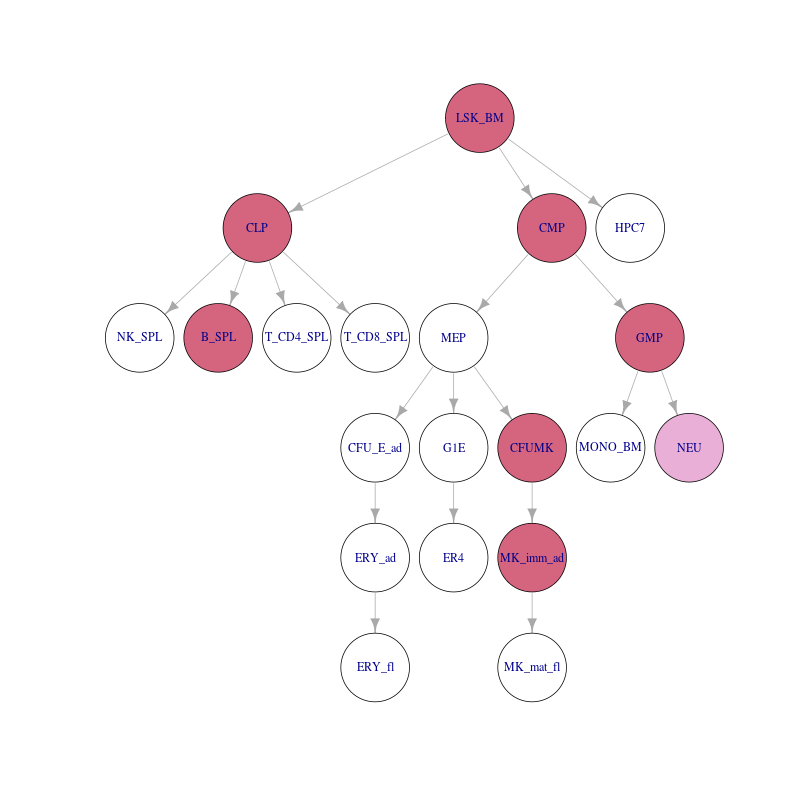 LSK_BM
CLP
CMP
HPC7
NK_SPL
B_SPL
T_CD4_SPL
T_CD8_SPL
MEP
GMP
CFU_E_ad
G1E
CFUMK
MONO_BM
NEU
ERY_ad
ER4
MK_imm_ad
ERY_fl
MK_mat_fl